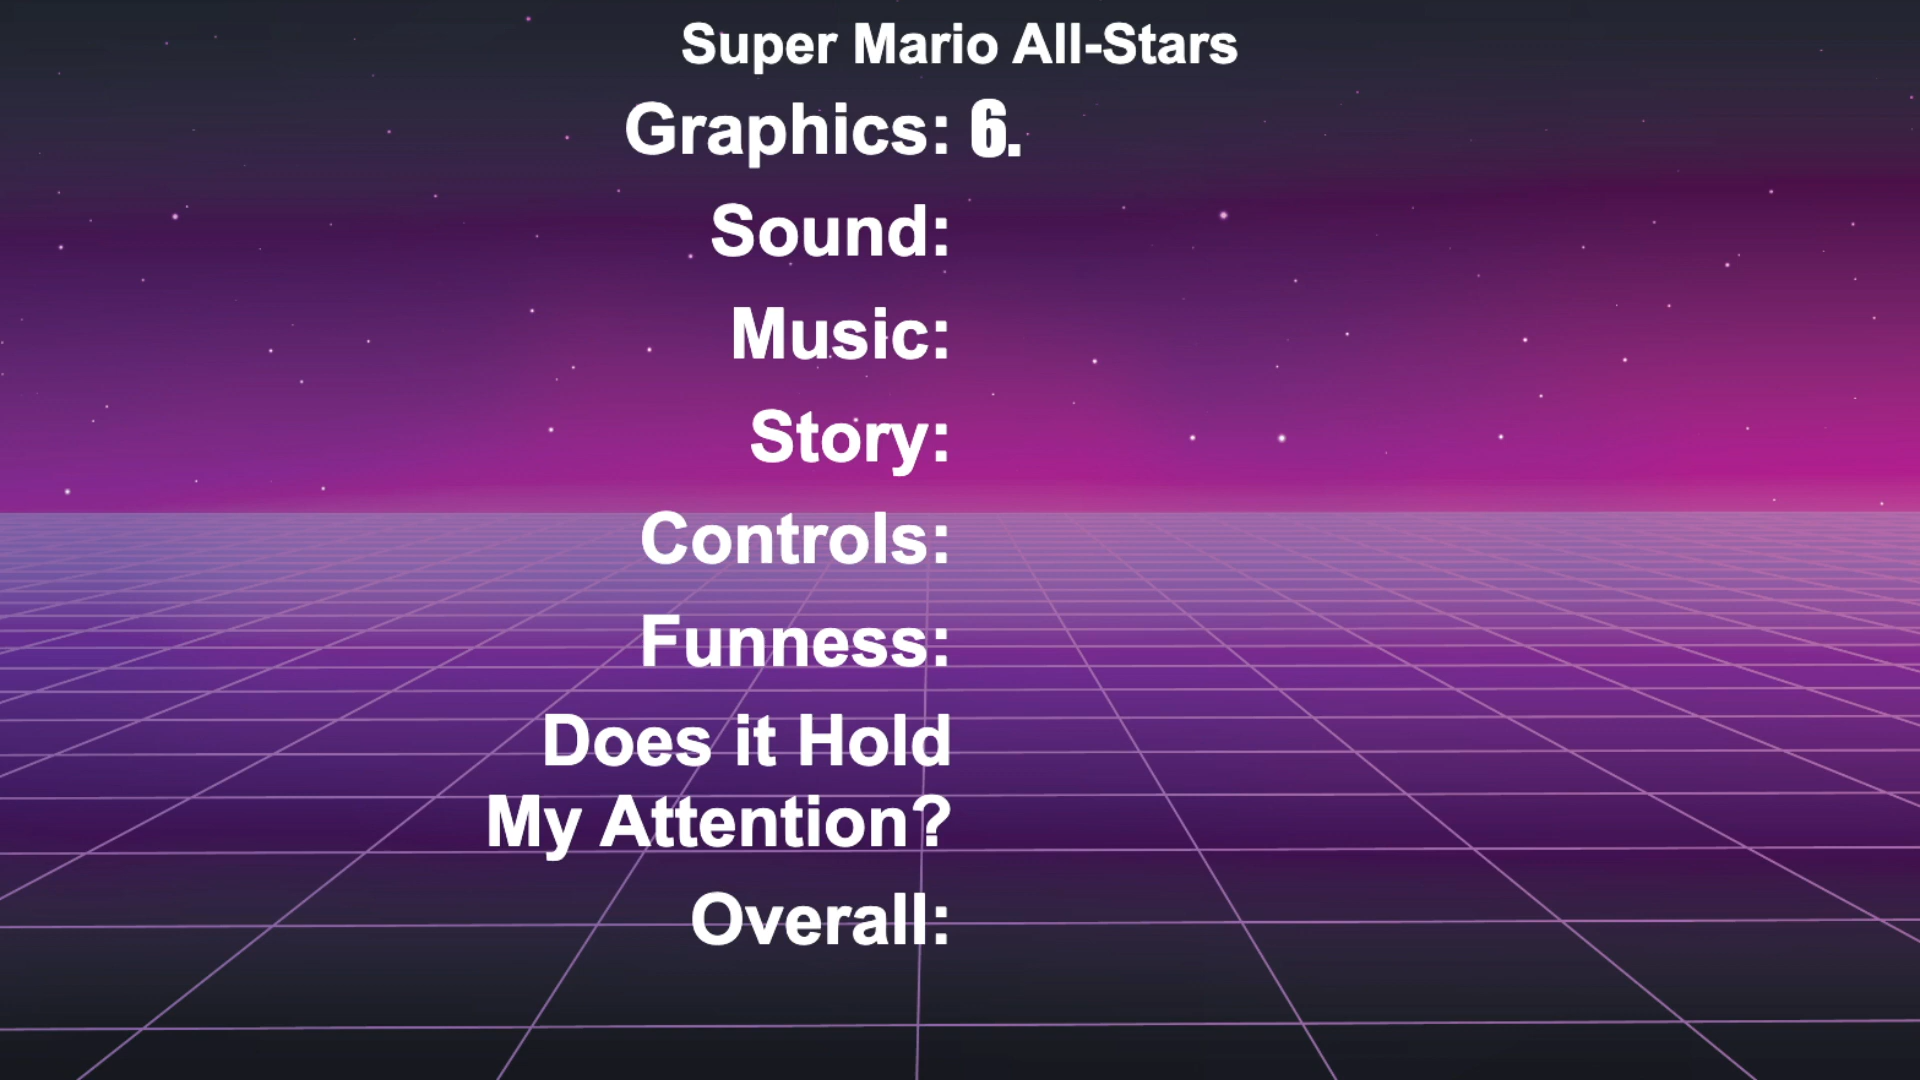 Super Mario All-Stars
Graphics: 6.
Sound:
Music:
Story:
Controls:
Funness:
Does it Hold
My Attention?
Overall: